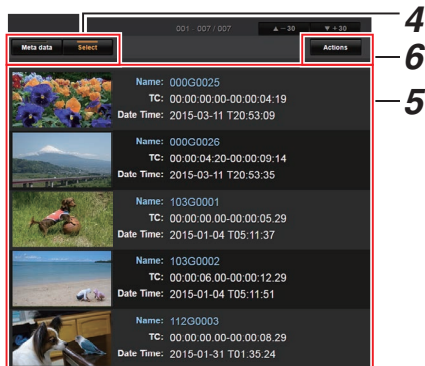 4
001 - 007 / 007 ▲ – 30 ▼ + 30
Meta data Select Actions
6
5
Name: 000G0025
TC: 00:00:00:00-00:00:04:19
Date Time: 2015-03-11 T20:53:09
Name: 000G0026
TC: 00:00:04:20-00:00:09:14
Date Time: 2015-03-11 T20:53:35
Name: 103G0001
TC: 00:00:00.00-00:00:05.29
Date Time: 2015-01-04 T05:11:37
Name: 103G0002
TC: 00:00:06.00-00:00:12.29
Date Time: 2015-01-04 T05:11:51
Name: 112G0003
TC: 00:00:00.00-00:00:08.29
Date Time: 2015-01-31 T01.35.24